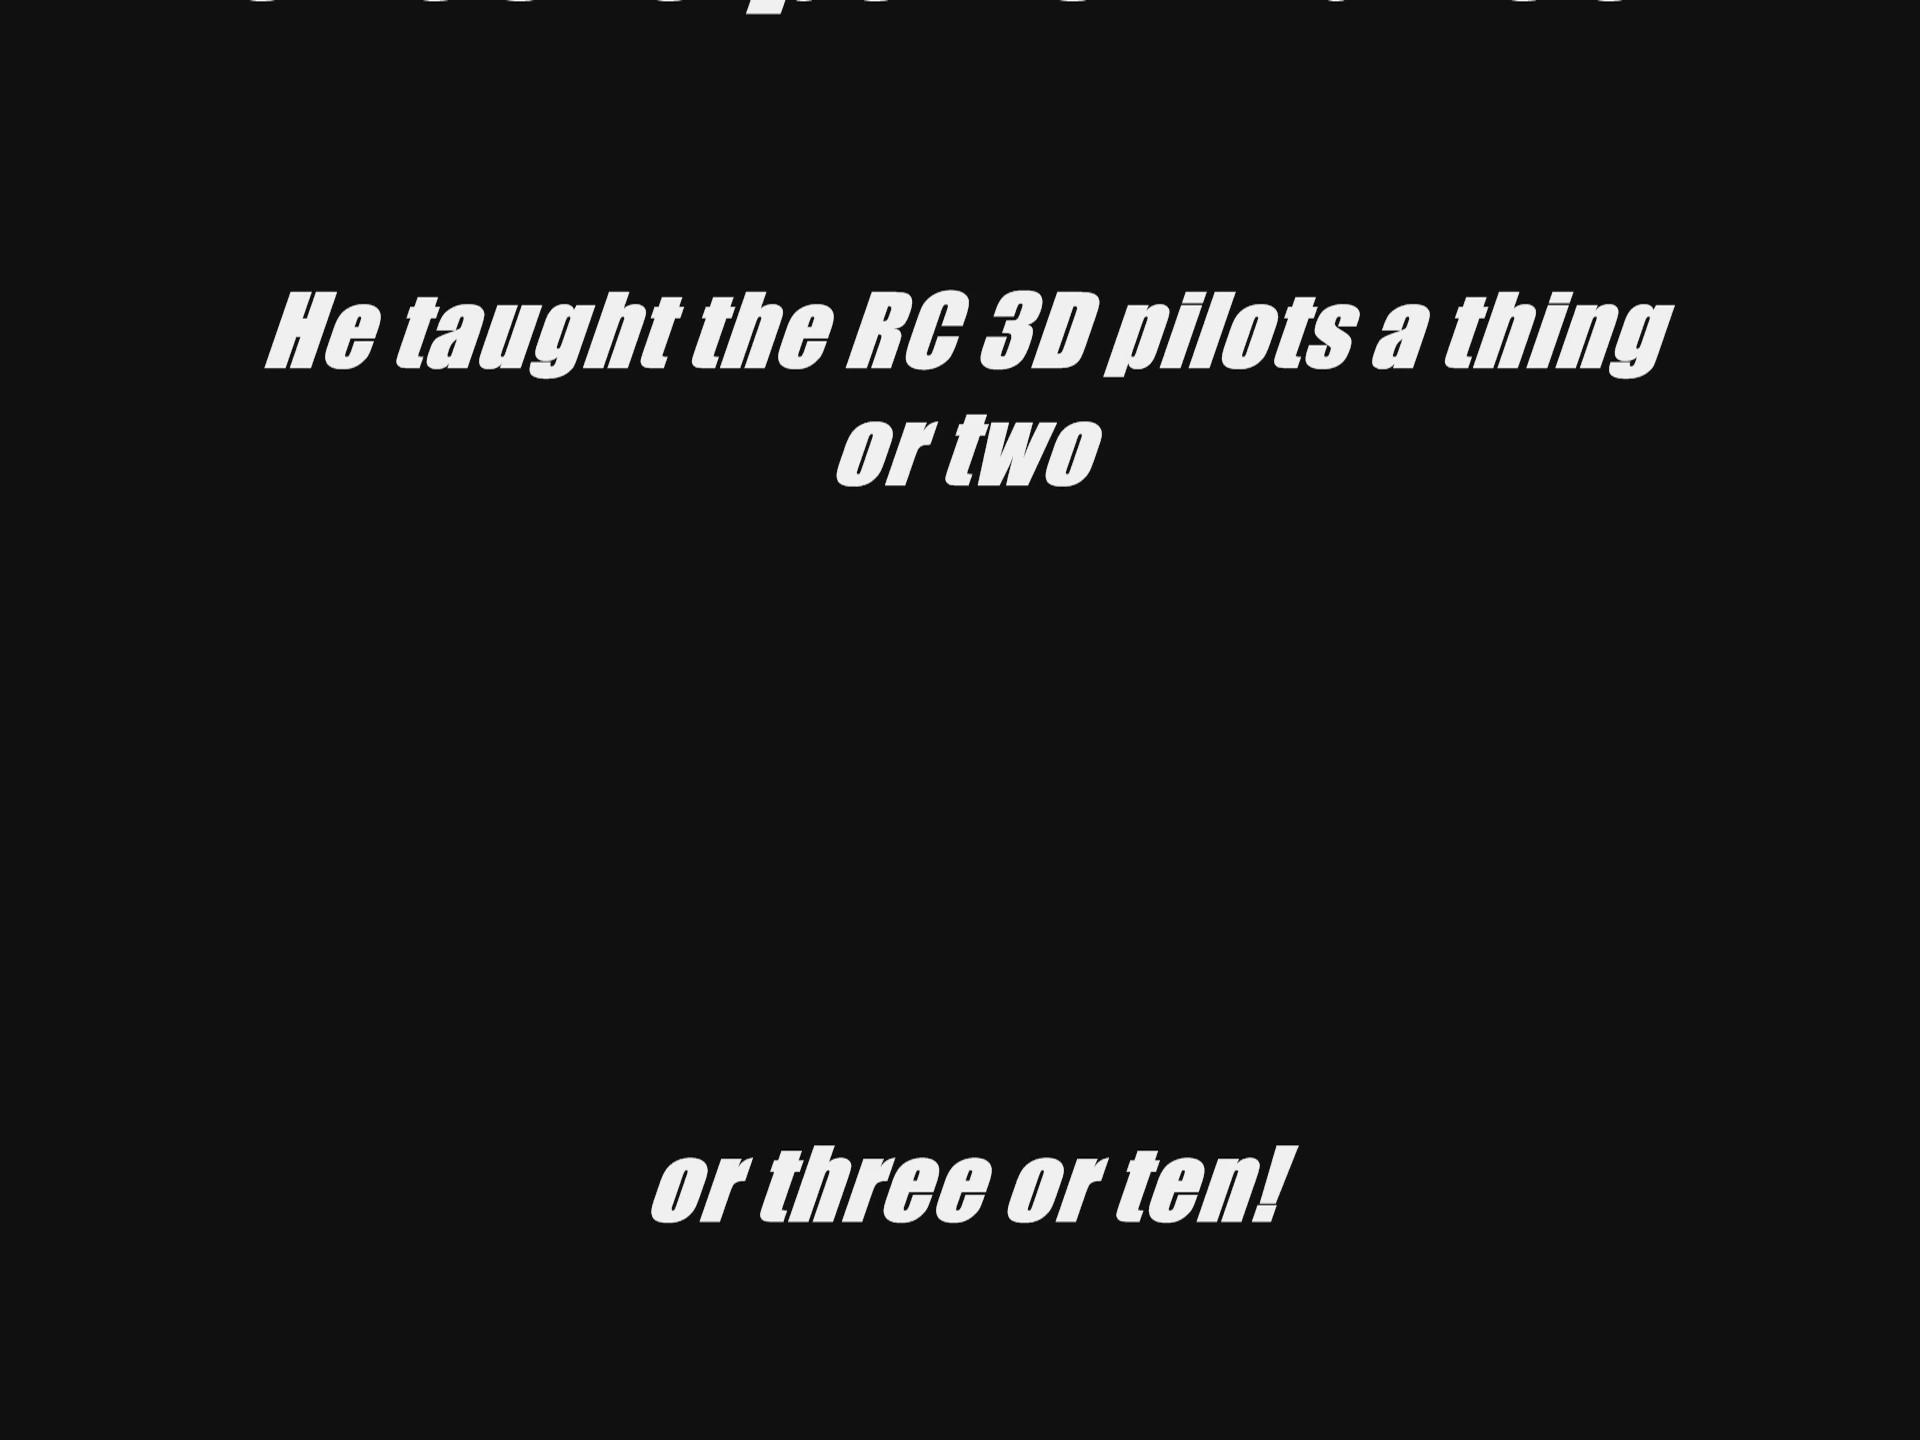 He taught the RC 3D pilots a thing
or two
or three or ten!